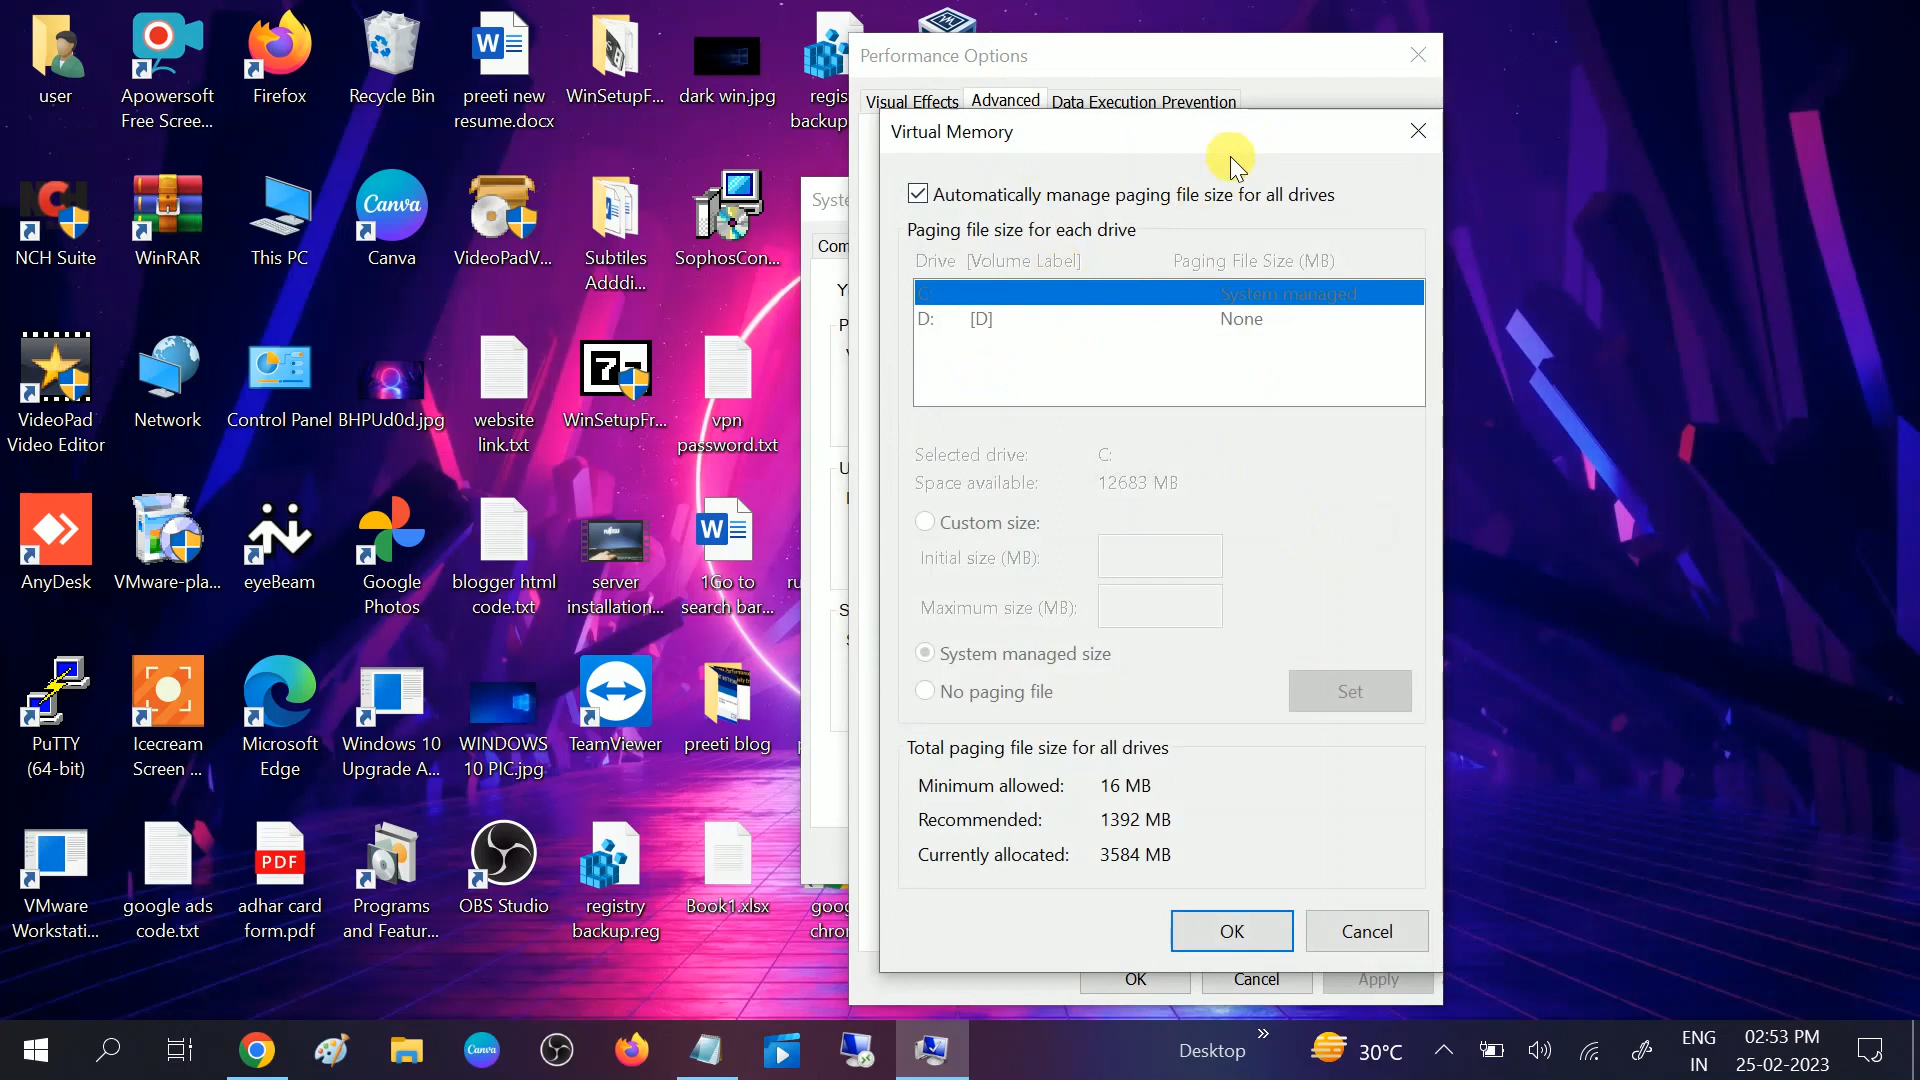 user
Apowersoft
Free Scree...
Firefox
Recycle Bin
preeti new
resume.docx
WinSetupF...
dark win.jpg
regis
backup
NCH Suite
WinRAR
This PC
Canva
Canva
VideoPadV...
Subtiles
Adddi...
SophosCon...
VideoPad
Video Editor
Network
Control Panel
BHPUd0d.jpg
website
link.txt
WinSetupFr...
vpn
password.txt
AnyDesk
VMware-pla...
eyeBeam
Google
Photos
blogger html
code.txt
server
installation...
1Go to
search bar...
ru
PuTTY
(64-bit)
Icecream
Screen ...
Microsoft
Edge
Windows 10
Upgrade A...
WINDOWS
10 PIC.jpg
TeamViewer
preeti blog
VMware
Workstati...
google ads
code.txt
PDF
adhar card
form.pdf
Programs
and Featur...
OBS Studio
registry
backup.reg
Book1.xlsx
goog
chron
Syste
Com
Performance Options
Visual Effects
Advanced
Data Execution Prevention
Virtual Memory
Automatically manage paging file size for all drives
Paging file size for each drive
Drive [Volume Label]
Paging File Size (MB)
C:
System managed
D: [D]
None
Selected drive: C:
Space available: 12683 MB
Custom size:
Initial size (MB):
Maximum size (MB):
System managed size
No paging file
Set
Total paging file size for all drives
Minimum allowed: 16 MB
Recommended: 1392 MB
Currently allocated: 3584 MB
OK
Cancel
OK
Cancel
Apply
Canva
Desktop
30°C
ENG
IN
02:53 PM
25-02-2023